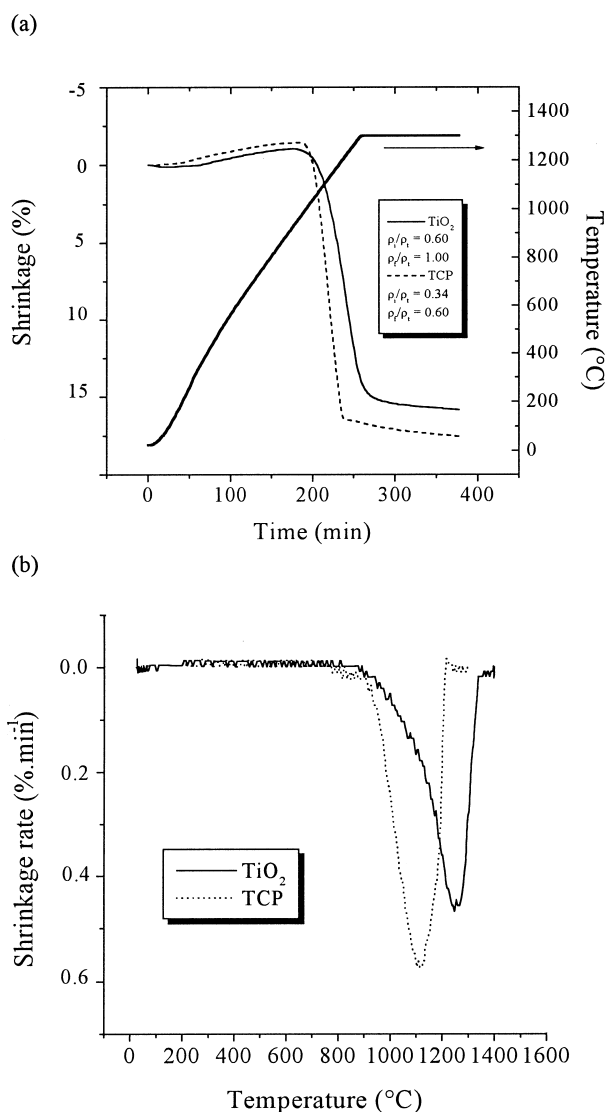 (a)
-5
0
5
10
15
Shrinkage (%)
1400
1200
1000
800
600
400
200
0
Temperature (°C)
TiO₂
ρᵢ/ρₜ = 0.60
ρf/ρₜ = 1.00
TCP
ρᵢ/ρₜ = 0.34
ρf/ρₜ = 0.60
0 100 200 300 400
Time (min)
(b)
0.0
0.2
0.4
0.6
Shrinkage rate (%.min⁻¹)
TiO₂
TCP
0 200 400 600 800 1000 1200 1400 1600
Temperature (°C)